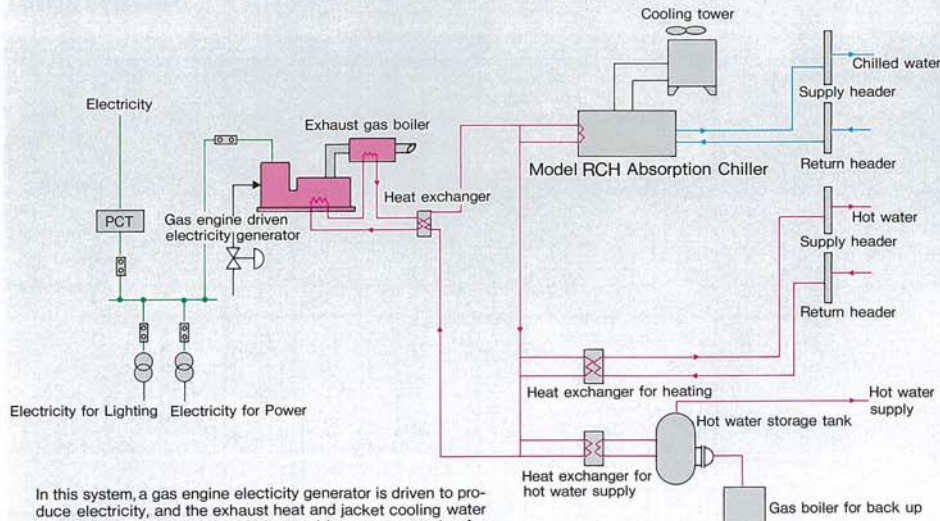 Cooling tower
Chilled water
Supply header
Electricity
Exhaust gas boiler
Return header
Model RCH Absorption Chiller
Heat exchanger
PCT
Gas engine driven
electricity generator
Hot water
Supply header
Return header
Heat exchanger for heating
Hot water
supply
Electricity for Lighting
Electricity for Power
Hot water storage tank
Heat exchanger for
hot water supply
In this system, a gas engine electicity generator is driven to pro-
duce electricity, and the exhaust heat and jacket cooling water
Gas boiler for back up